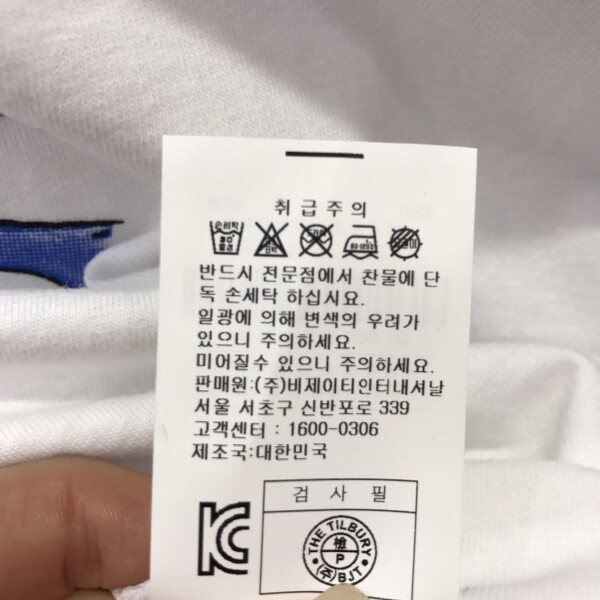 취급주의
손세탁
반드시 전문점에서 찬물에 단
독 손세탁 하십시요.
일광에 의해 변색의 우려가
있으니 주의하세요.
미어질수 있으니 주의하세요.
판매원:(주)비제이티인터내셔날
서울 서초구 신반포로 339
고객센터 : 1600-0306
제조국:대한민국
검사필
THE TILBURY
檢
P
(주)BJT